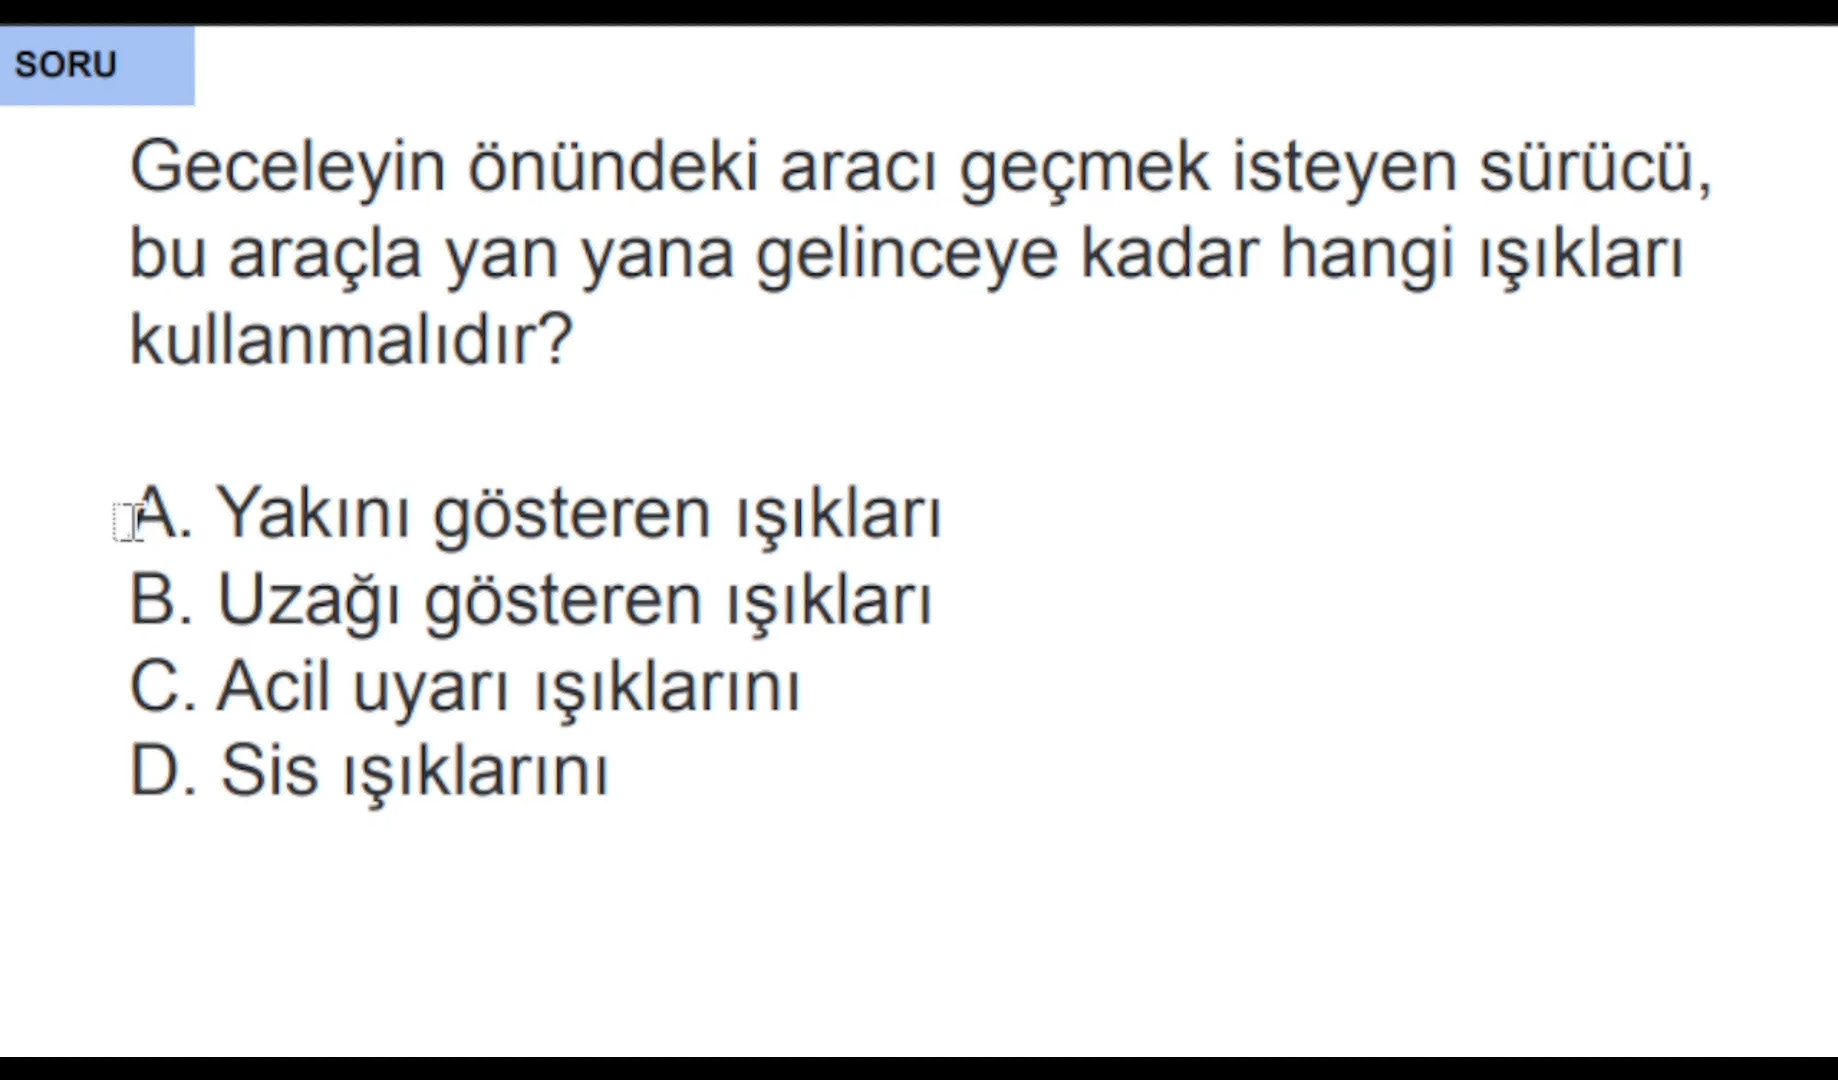 SORU
Geceleyin önündeki aracı geçmek isteyen sürücü,
bu araçla yan yana gelinceye kadar hangi ışıkları
kullanmalıdır?
A. Yakını gösteren ışıkları
B. Uzağı gösteren ışıkları
C. Acil uyarı ışıklarını
D. Sis ışıklarını